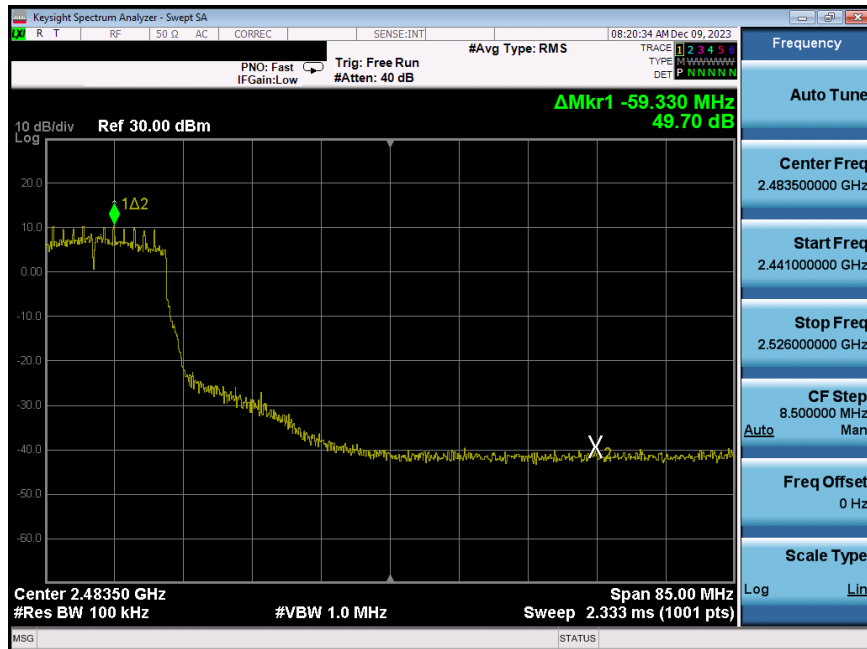 Keysight Spectrum Analyzer - Swept SA
LXI R T RF 50 Ω AC CORREC SENSE:INT 08:20:34 AM Dec 09, 2023
PNO: Fast
IFGain:Low
Trig: Free Run
#Atten: 40 dB
#Avg Type: RMS
TRACE 1 2 3 4 5 6
TYPE M WWWWW
DET P N N N N N
ΔMkr1 -59.330 MHz
49.70 dB
10 dB/div Ref 30.00 dBm
Log
20.0
1Δ2
10.0
0.00
-10.0
-20.0
-30.0
-40.0
X2
-50.0
-60.0
Center 2.48350 GHz Span 85.00 MHz
#Res BW 100 kHz #VBW 1.0 MHz Sweep 2.333 ms (1001 pts)
MSG STATUS
Frequency
Auto Tune
Center Freq
2.483500000 GHz
Start Freq
2.441000000 GHz
Stop Freq
2.526000000 GHz
CF Step
8.500000 MHz
Auto Man
Freq Offset
0 Hz
Scale Type
Log Lin